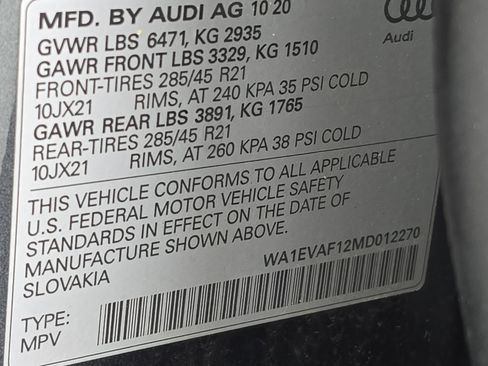 MFD. BY AUDI AG 10 20
GVWR LBS 6471, KG 2935
GAWR FRONT LBS 3329, KG 1510
FRONT-TIRES 285/45 R21
10JX21 RIMS, AT 240 KPA 35 PSI COLD
GAWR REAR LBS 3891, KG 1765
REAR-TIRES 285/45 R21
10JX21 RIMS, AT 260 KPA 38 PSI COLD
Audi
THIS VEHICLE CONFORMS TO ALL APPLICABLE
U.S. FEDERAL MOTOR VEHICLE SAFETY
STANDARDS IN EFFECT ON THE DATE OF
MANUFACTURE SHOWN ABOVE.
SLOVAKIA
WA1EVAF12MD012270
TYPE:
MPV